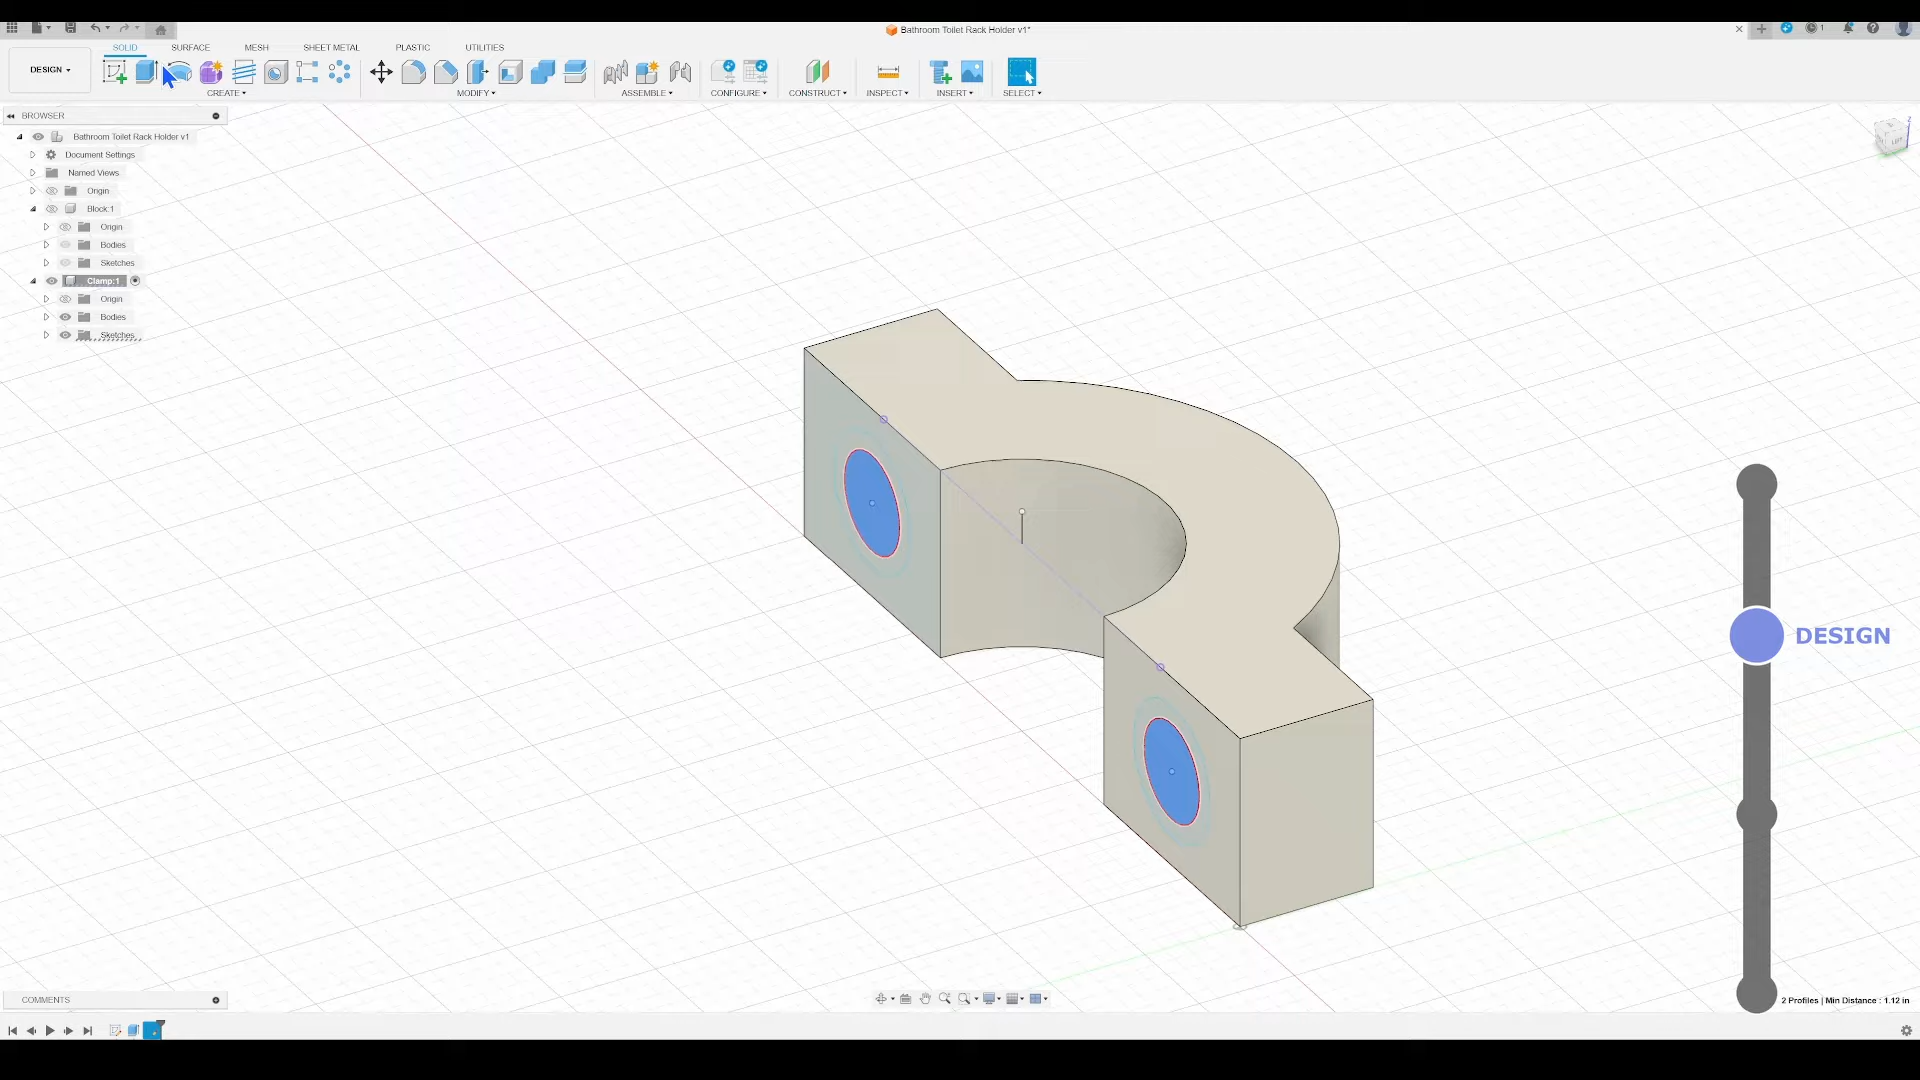 Bathroom Toilet Rack Holder v1*
1
SOLID SURFACE MESH SHEET METAL PLASTIC UTILITIES
DESIGN
CREATE MODIFY ASSEMBLE CONFIGURE CONSTRUCT INSPECT INSERT SELECT
BROWSER
Bathroom Toilet Rack Holder v1
Document Settings
Named Views
Origin
Block:1
Origin
Bodies
Sketches
Clamp:1
Origin
Bodies
Sketches
Z
LEFT
DESIGN
COMMENTS
2 Profiles | Min Distance : 1.12 in